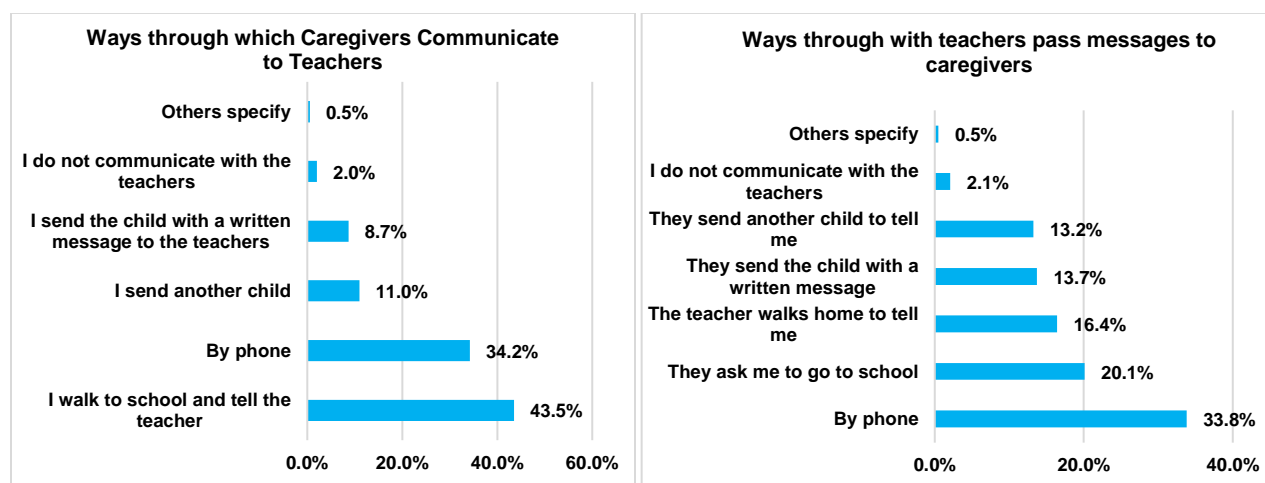 Ways through which Caregivers Communicate
to Teachers
Others specify
0.5%
I do not communicate with the
teachers
2.0%
I send the child with a written
message to the teachers
8.7%
I send another child
11.0%
By phone
34.2%
I walk to school and tell the
teacher
43.5%
0.0%
20.0%
40.0%
60.0%
Ways through with teachers pass messages to
caregivers
Others specify
0.5%
I do not communicate with the
teachers
2.1%
They send another child to tell
me
13.2%
They send the child with a
written message
13.7%
The teacher walks home to tell
me
16.4%
They ask me to go to school
20.1%
By phone
33.8%
0.0%
20.0%
40.0%